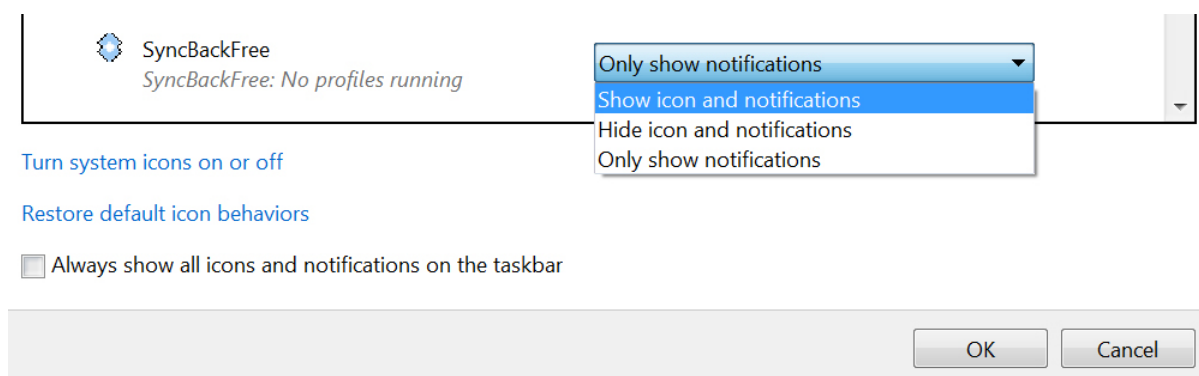 SyncBackFree
SyncBackFree: No profiles running
Only show notifications
Show icon and notifications
Hide icon and notifications
Only show notifications
Turn system icons on or off
Restore default icon behaviors
Always show all icons and notifications on the taskbar
OK
Cancel